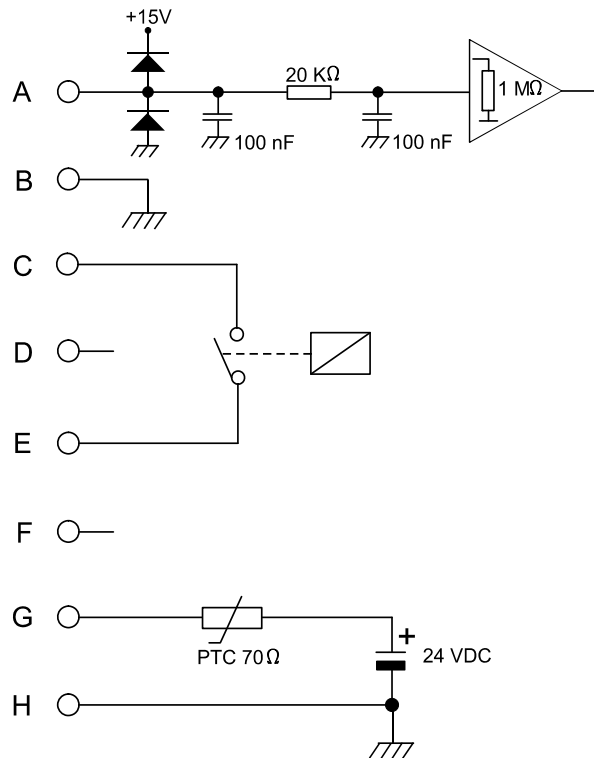 +15V
A
20 KΩ
1 MΩ
100 nF
100 nF
B
C
D
E
F
G
+
PTC 70Ω
24 VDC
H